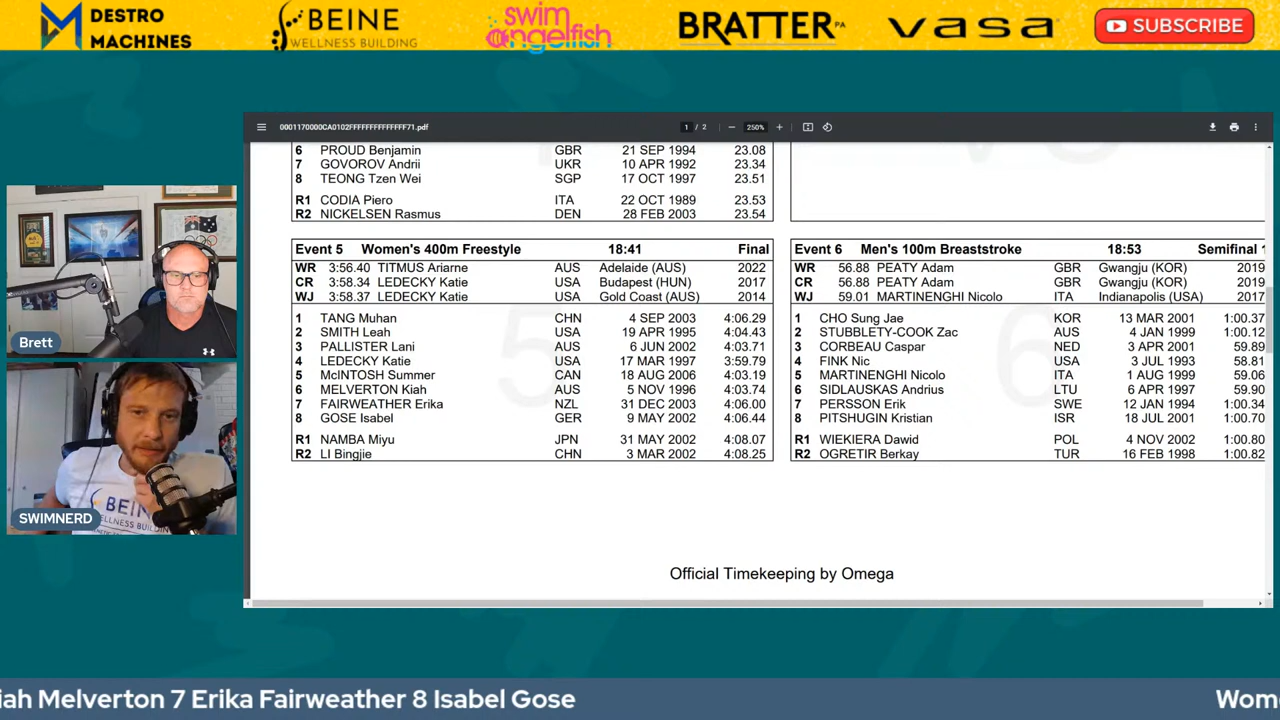 DESTRO
MACHINES
BEINE
WELLNESS BUILDING
swim
angelfish
BRATTER PA
vasa
SUBSCRIBE
0001170000CA0102FFFFFFFFFFFFFF71.pdf
1 / 2
250%
6 PROUD Benjamin GBR 21 SEP 1994 23.08
7 GOVOROV Andrii UKR 10 APR 1992 23.34
8 TEONG Tzen Wei SGP 17 OCT 1997 23.51
R1 CODIA Piero ITA 22 OCT 1989 23.53
R2 NICKELSEN Rasmus DEN 28 FEB 2003 23.54
Event 5 Women's 400m Freestyle 18:41 Final
WR 3:56.40 TITMUS Ariarne AUS Adelaide (AUS) 2022
CR 3:58.34 LEDECKY Katie USA Budapest (HUN) 2017
WJ 3:58.37 LEDECKY Katie USA Gold Coast (AUS) 2014
1 TANG Muhan CHN 4 SEP 2003 4:06.29
2 SMITH Leah USA 19 APR 1995 4:04.43
3 PALLISTER Lani AUS 6 JUN 2002 4:03.71
4 LEDECKY Katie USA 17 MAR 1997 3:59.79
5 McINTOSH Summer CAN 18 AUG 2006 4:03.19
6 MELVERTON Kiah AUS 5 NOV 1996 4:03.74
7 FAIRWEATHER Erika NZL 31 DEC 2003 4:06.00
8 GOSE Isabel GER 9 MAY 2002 4:06.44
R1 NAMBA Miyu JPN 31 MAY 2002 4:08.07
R2 LI Bingjie CHN 3 MAR 2002 4:08.25
Event 6 Men's 100m Breaststroke 18:53 Semifinal 1
WR 56.88 PEATY Adam GBR Gwangju (KOR) 2019
CR 56.88 PEATY Adam GBR Gwangju (KOR) 2019
WJ 59.01 MARTINENGHI Nicolo ITA Indianapolis (USA) 2017
1 CHO Sung Jae KOR 13 MAR 2001 1:00.37
2 STUBBLETY-COOK Zac AUS 4 JAN 1999 1:00.12
3 CORBEAU Caspar NED 3 APR 2001 59.89
4 FINK Nic USA 3 JUL 1993 58.81
5 MARTINENGHI Nicolo ITA 1 AUG 1999 59.06
6 SIDLAUSKAS Andrius LTU 6 APR 1997 59.90
7 PERSSON Erik SWE 12 JAN 1994 1:00.34
8 PITSHUGIN Kristian ISR 18 JUL 2001 1:00.70
R1 WIEKIERA Dawid POL 4 NOV 2002 1:00.80
R2 OGRETIR Berkay TUR 16 FEB 1998 1:00.82
Official Timekeeping by Omega
Brett
BEINE
WELLNESS BUILDING
SWIMNERD
iah Melverton 7 Erika Fairweather 8 Isabel Gose
Wom